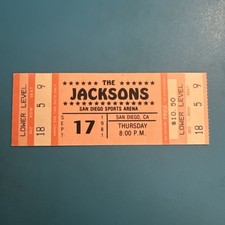 LOWER LEVEL
18 5 9
THE
JACKSONS
SAN DIEGO SPORTS ARENA
SEPT 17 1981
SAN DIEGO, CA
THURSDAY
8:00 P.M.
$10.50
LOWER LEVEL
18 5 9